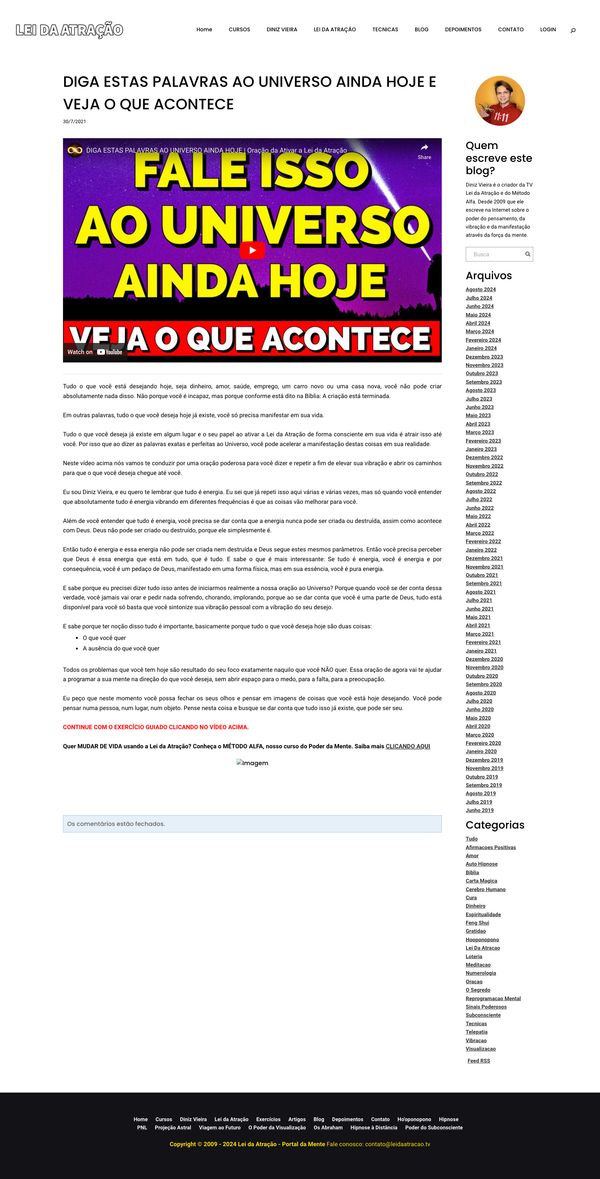 LEI DA ATRAÇÃO
Home CURSOS DINIZ VIEIRA LEI DA ATRAÇÃO TECNICAS BLOG DEPOIMENTOS CONTATO LOGIN
DIGA ESTAS PALAVRAS AO UNIVERSO AINDA HOJE E
VEJA O QUE ACONTECE
30/7/2021
DIGA ESTAS PALAVRAS AO UNIVERSO AINDA HOJE | Oração da Ativar a Lei da Atração
Share
FALE ISSO
AO UNIVERSO
AINDA HOJE
VEJA O QUE ACONTECE
Watch on YouTube
Tudo o que você está desejando hoje, seja dinheiro, amor, saúde, emprego, um carro novo ou uma casa nova, você não pode criar
absolutamente nada disso. Não porque você é incapaz, mas porque conforme está dito na Bíblia: A criação está terminada.
Em outras palavras, tudo o que você deseja hoje já existe, você só precisa manifestar em sua vida.
Tudo o que você deseja já existe em algum lugar e o seu papel ao ativar a Lei da Atração de forma consciente em sua vida é atrair isso até
você. Por isso que ao dizer as palavras exatas e perfeitas ao Universo, você pode acelerar a manifestação destas coisas em sua realidade.
Neste vídeo acima nós vamos te conduzir por uma oração poderosa para você dizer e repetir a fim de elevar sua vibração e abrir os caminhos
para que o que você deseja chegue até você.
Eu sou Diniz Vieira, e eu quero te lembrar que tudo é energia. Eu sei que já repeti isso aqui várias e várias vezes, mas só quando você entender
que absolutamente tudo é energia vibrando em diferentes frequências é que as coisas vão melhorar para você.
Além de você entender que tudo é energia, você precisa se dar conta que a energia nunca pode ser criada ou destruída, assim como acontece
com Deus. Deus não pode ser criado ou destruído, porque ele simplesmente é.
Então tudo é energia e essa energia não pode ser criada nem destruída e Deus segue estes mesmos parâmetros. Então você precisa perceber
que Deus é essa energia que está em tudo, que é tudo. E sabe o que é mais interessante: Se tudo é energia, você é energia e por
consequência, você é um pedaço de Deus, manifestado em uma forma física, mas em sua essência, você é pura energia.
E sabe porque eu precisei dizer tudo isso antes de iniciarmos realmente a nossa oração ao Universo? Porque quando você se der conta dessa
verdade, você jamais vai orar e pedir nada sofrendo, chorando, implorando, porque ao se dar conta que você é uma parte de Deus, tudo está
disponível para você só basta que você sintonize sua vibração pessoal com a vibração do seu desejo.
E sabe porque ter noção disso tudo é importante, basicamente porque tudo o que você deseja hoje são duas coisas:
• O que você quer
• A ausência do que você quer
Todos os problemas que você tem hoje são resultado do seu foco exatamente naquilo que você NÃO quer. Essa oração de agora vai te ajudar
a programar a sua mente na direção do que você deseja, sem abrir espaço para o medo, para a falta, para a preocupação.
Eu peço que neste momento você possa fechar os seus olhos e pensar em imagens de coisas que você está hoje desejando. Você pode
pensar numa pessoa, num lugar, num objeto. Pense nesta coisa e busque se dar conta que tudo isso já existe, que pode ser seu.
CONTINUE COM O EXERCÍCIO GUIADO CLICANDO NO VÍDEO ACIMA.
Quer MUDAR DE VIDA usando a Lei da Atração? Conheça o MÉTODO ALFA, nosso curso do Poder da Mente. Saiba mais CLICANDO AQUI
Imagem
Os comentários estão fechados.
11:11
Quem
escreve este
blog?
Diniz Vieira é o criador da TV
Lei da Atração e do Método
Alfa. Desde 2009 que ele
escreve na Internet sobre o
poder do pensamento, da
vibração e da manifestação
através da força da mente.
Busca
Arquivos
Agosto 2024
Julho 2024
Junho 2024
Maio 2024
Abril 2024
Março 2024
Fevereiro 2024
Janeiro 2024
Dezembro 2023
Novembro 2023
Outubro 2023
Setembro 2023
Agosto 2023
Julho 2023
Junho 2023
Maio 2023
Abril 2023
Março 2023
Fevereiro 2023
Janeiro 2023
Dezembro 2022
Novembro 2022
Outubro 2022
Setembro 2022
Agosto 2022
Julho 2022
Junho 2022
Maio 2022
Abril 2022
Março 2022
Fevereiro 2022
Janeiro 2022
Dezembro 2021
Novembro 2021
Outubro 2021
Setembro 2021
Agosto 2021
Julho 2021
Junho 2021
Maio 2021
Abril 2021
Março 2021
Fevereiro 2021
Janeiro 2021
Dezembro 2020
Novembro 2020
Outubro 2020
Setembro 2020
Agosto 2020
Julho 2020
Junho 2020
Maio 2020
Abril 2020
Março 2020
Fevereiro 2020
Janeiro 2020
Dezembro 2019
Novembro 2019
Outubro 2019
Setembro 2019
Agosto 2019
Julho 2019
Junho 2019
Categorias
Tudo
Afirmacoes Positivas
Amor
Auto Hipnose
Biblia
Carta Magica
Cerebro Humano
Cura
Dinheiro
Espiritualidade
Feng Shui
Gratidao
Hooponopono
Lei Da Atracao
Loteria
Meditacao
Numerologia
Oracao
O Segredo
Reprogramacao Mental
Sinais Poderosos
Subconsciente
Tecnicas
Telepatia
Vibracao
Visualizacao
Feed RSS
Home Cursos Diniz Vieira Lei da Atração Exercícios Artigos Blog Depoimentos Contato Ho'oponopono Hipnose
PNL Projeção Astral Viagem ao Futuro O Poder da Visualização Os Abraham Hipnose à Distância Poder do Subconsciente
Copyright © 2009 - 2024 Lei da Atração - Portal da Mente Fale conosco: contato@leidaatracao.tv